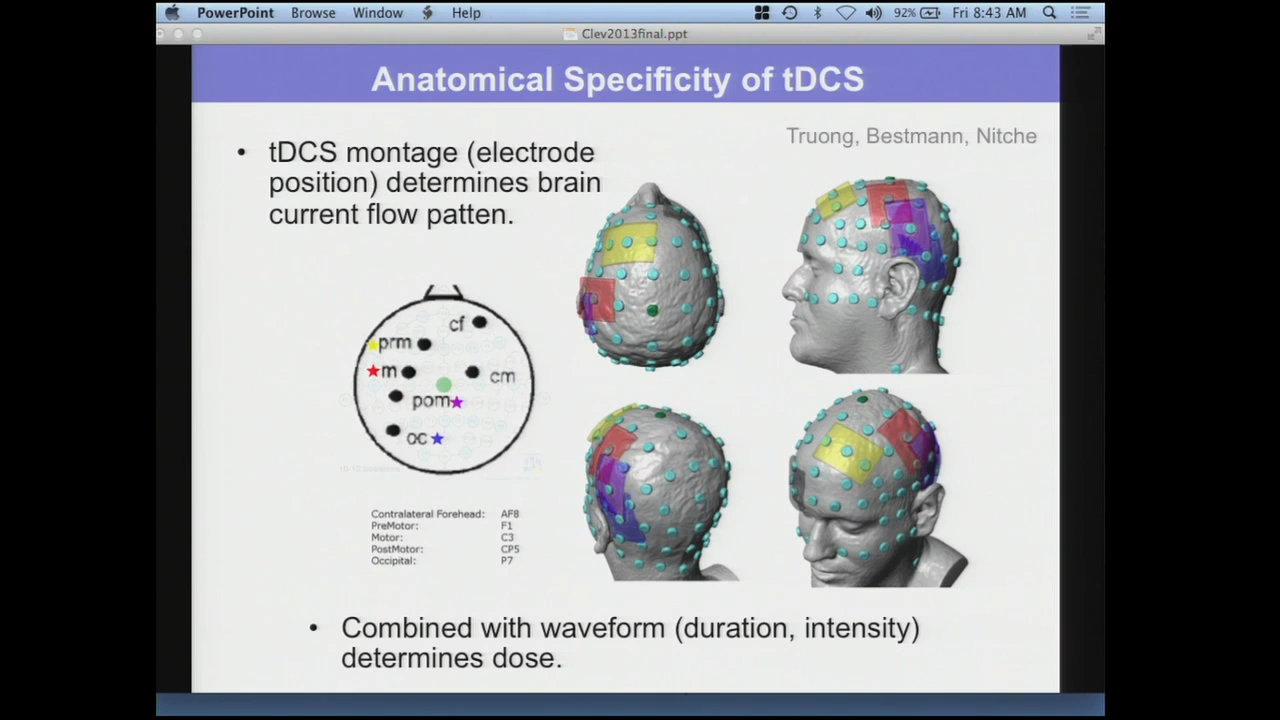 PowerPoint Browse Window Help 92% Fri 8:43 AM
Clev2013final.ppt
Anatomical Specificity of tDCS
Truong, Bestmann, Nitche
• tDCS montage (electrode
position) determines brain
current flow patten.
cf
prm
m
cm
pom
oc
Contralateral Forehead: AF8
PreMotor: F1
Motor: C3
PostMotor: CP5
Occipital: P7
• Combined with waveform (duration, intensity)
determines dose.